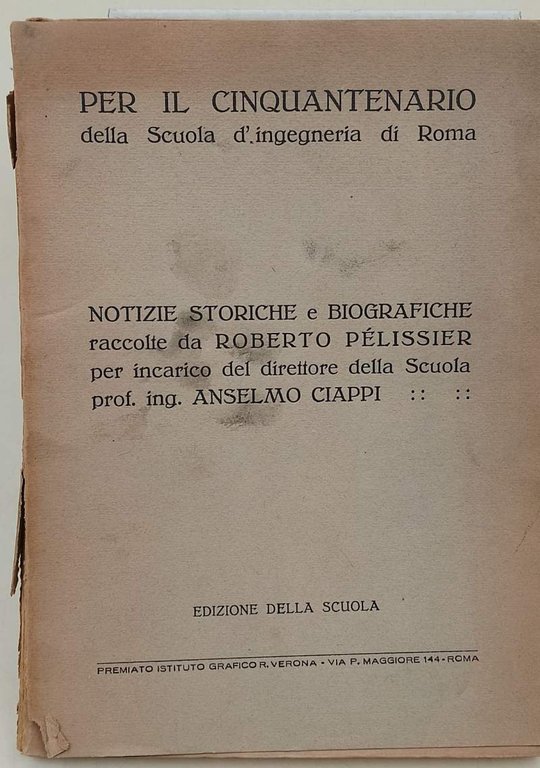 PER IL CINQUANTENARIO
della Scuola d'ingegneria di Roma
NOTIZIE STORICHE e BIOGRAFICHE
raccolte da ROBERTO PÉLISSIER
per incarico del direttore della Scuola
prof. ing. ANSELMO CIAPPI :: ::
EDIZIONE DELLA SCUOLA
PREMIATO ISTITUTO GRAFICO R. VERONA - VIA P. MAGGIORE 144 - ROMA